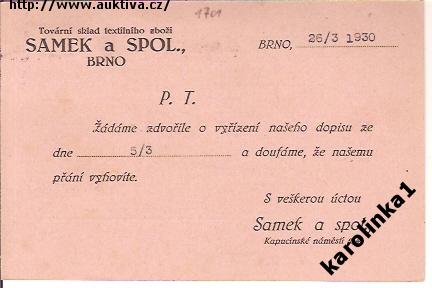 http://www.auktiva.cz/
1701
Tovární sklad textilního zboží
SAMEK a SPOL.,
BRNO
BRNO, 26/3 1930
P. T.
Žádáme zdvořile o vyřízení našeho dopisu ze
dne 5/3 a doufáme, že našemu
přání vyhovíte.
S veškerou úctou
Samek a spol.
Kapucínské náměstí
karolinka1